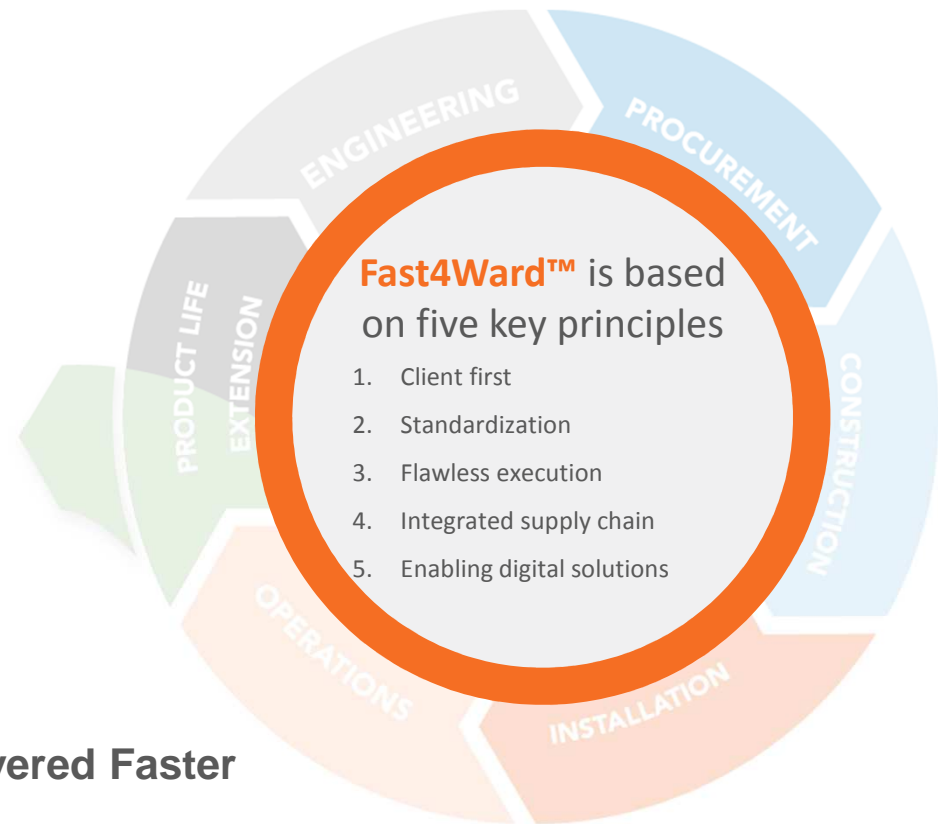 ENGINEERING
PROCUREMENT
Fast4Ward™ is based
on five key principles
1. Client first
2. Standardization
3. Flawless execution
4. Integrated supply chain
5. Enabling digital solutions
PRODUCT LIFE
EXTENSION
CONSTRUCTION
OPERATIONS
INSTALLATION
vered Faster